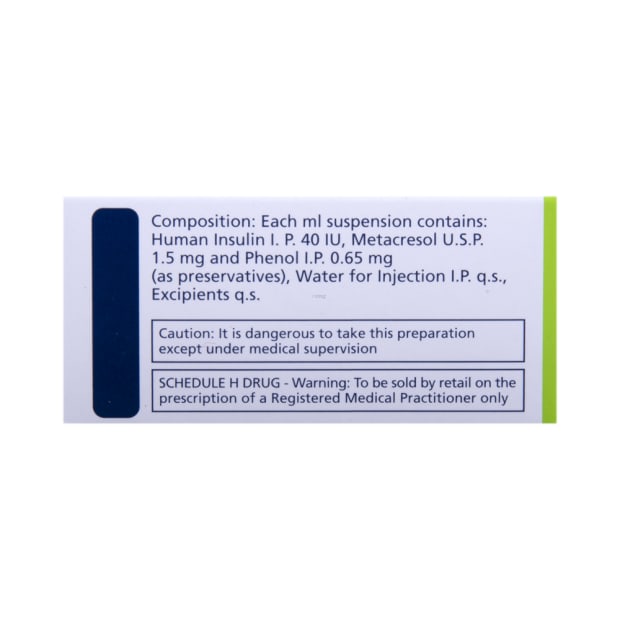 Composition: Each ml suspension contains:
Human Insulin I. P. 40 IU, Metacresol U.S.P.
1.5 mg and Phenol I.P. 0.65 mg
(as preservatives), Water for Injection I.P. q.s.,
Excipients q.s.
Caution: It is dangerous to take this preparation
except under medical supervision
SCHEDULE H DRUG - Warning: To be sold by retail on the
prescription of a Registered Medical Practitioner only